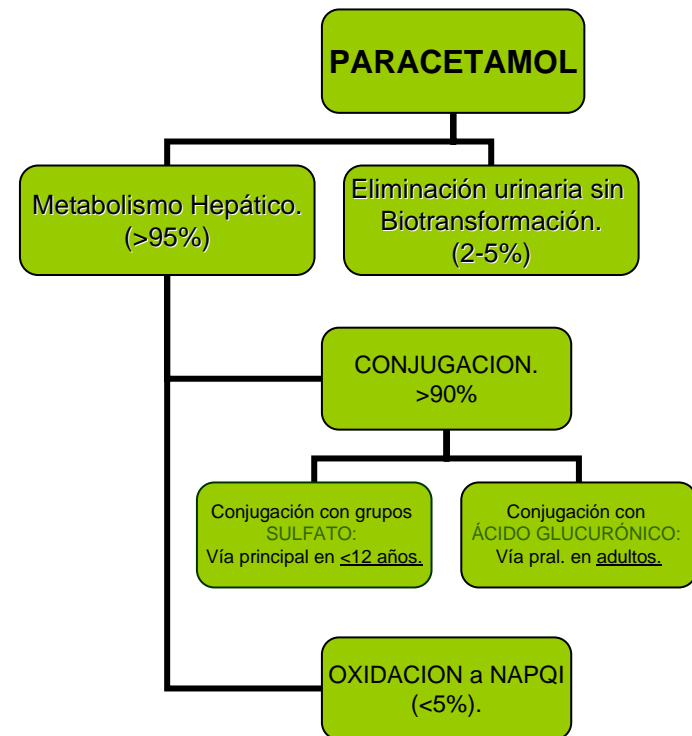 PARACETAMOL
Metabolismo Hepático.
(>95%)
Eliminación urinaria sin
Biotransformación.
(2-5%)
CONJUGACION.
>90%
Conjugación con grupos
SULFATO:
Vía principal en <12 años.
Conjugación con
ÁCIDO GLUCURÓNICO:
Vía pral. en adultos.
OXIDACION a NAPQI
(<5%).